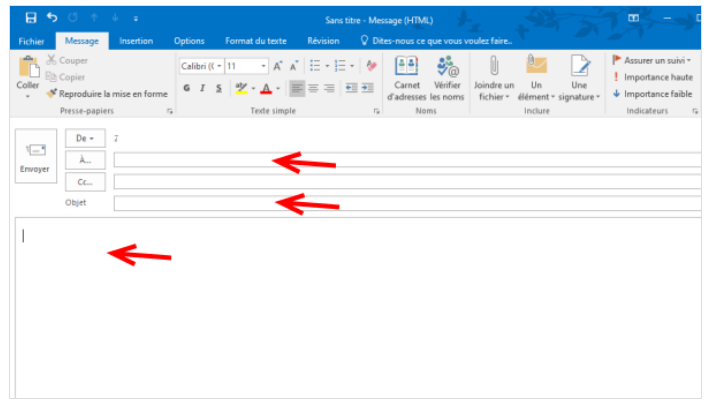 Sans titre - Message (HTML)
Fichier Message Insertion Options Format du texte Révision Dites-nous ce que vous voulez faire..
Coller
Couper
Copier
Reproduire la mise en forme
Presse-papiers
Calibri (( 11 A A
G I S aby A
Texte simple
Carnet d'adresses
Vérifier les noms
Noms
Joindre un fichier
Un élément
Une signature
Inclure
Assurer un suivi
Importance haute
Importance faible
Indicateurs
Envoyer
De
À...
Cc...
Objet